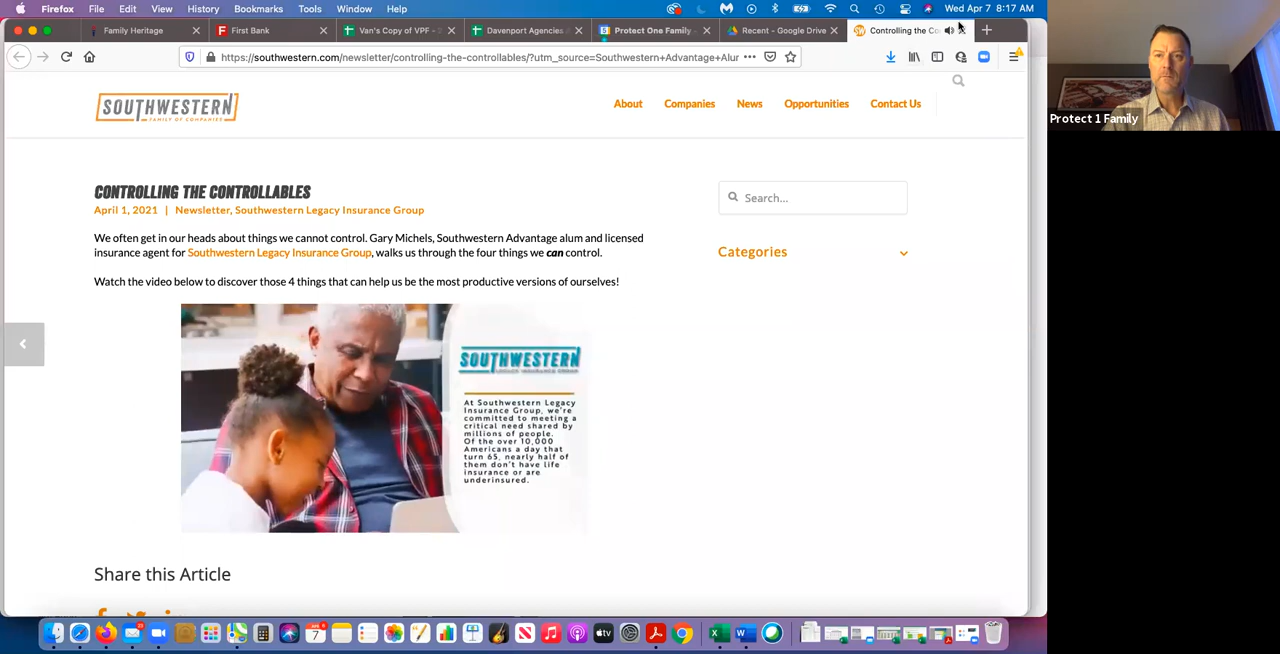 Firefox File Edit View History Bookmarks Tools Window Help Wed Apr 7 8:17 AM
Family Heritage First Bank Van's Copy of VPF - Davenport Agencies Protect One Family - Recent - Google Drive Controlling the Co
https://southwestern.com/newsletter/controlling-the-controllables/?utm_source=Southwestern+Advantage+Alur
SOUTHWESTERN
FAMILY OF COMPANIES
About Companies News Opportunities Contact Us
Protect 1 Family
CONTROLLING THE CONTROLLABLES
April 1, 2021 | Newsletter, Southwestern Legacy Insurance Group
Search...
We often get in our heads about things we cannot control. Gary Michels, Southwestern Advantage alum and licensed
insurance agent for Southwestern Legacy Insurance Group, walks us through the four things we can control.
Categories
Watch the video below to discover those 4 things that can help us be the most productive versions of ourselves!
SOUTHWESTERN
LEGACY INSURANCE GROUP
At Southwestern Legacy
Insurance Group, we're
committed to meeting a
critical need shared by
millions of people.
Of the over 10,000
Americans a day that
turn 65, nearly half of
them don't have life
insurance or are
underinsured.
Share this Article